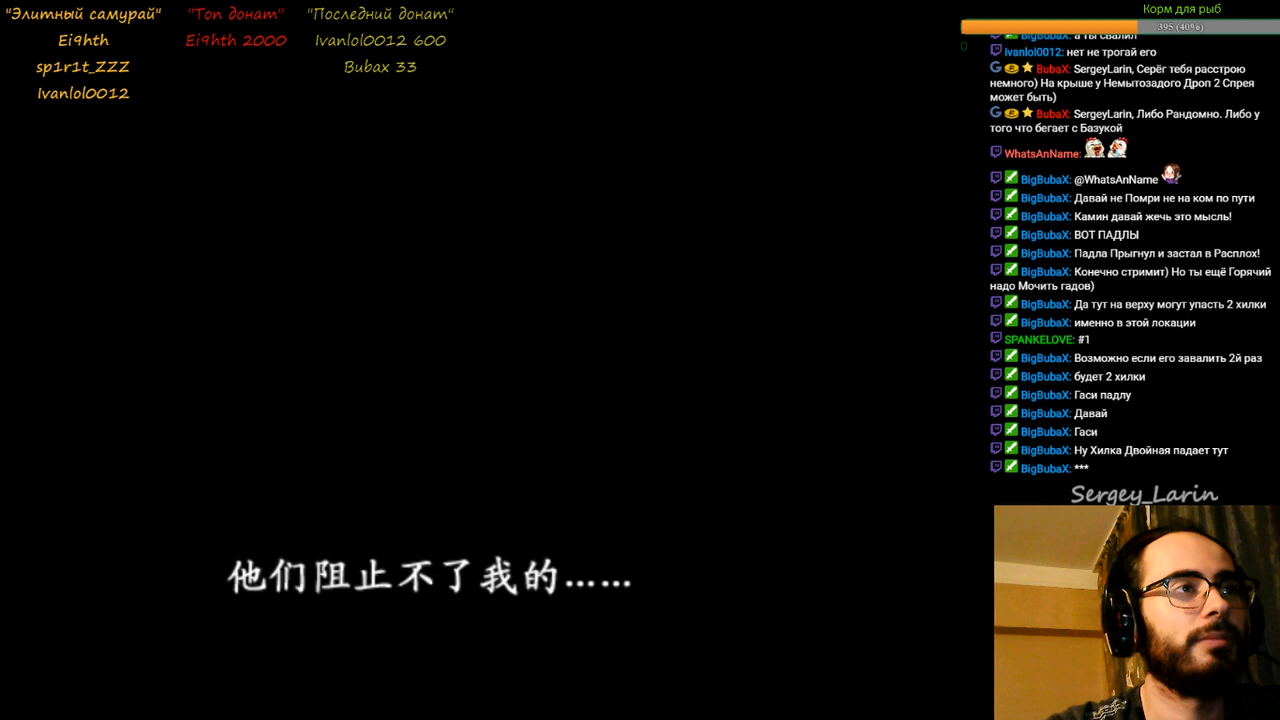 "Элитный самурай"
Ei9hth
sp1r1t_ZZZ
Ivanlol0012
"Топ донат"
Ei9hth 2000
"Последний донат"
Ivanlol0012 600
Bubax 33
Корм для рыб
395 (40%)
0
BigBubaX: а ты свалил
Ivanlol0012: нет не трогай его
BubaX: SergeyLarin, Серёг тебя расстрою
немного) На крыше у Немытозадого Дроп 2 Спрея
может быть)
BubaX: SergeyLarin, Либо Рандомно. Либо у
того что бегает с Базукой
WhatsAnName:
BigBubaX: @WhatsAnName
BigBubaX: Давай не Помри не на ком по пути
BigBubaX: Камин давай жечь это мысль!
BigBubaX: ВОТ ПАДЛЫ
BigBubaX: Падла Прыгнул и застал в Расплох!
BigBubaX: Конечно стримит) Но ты ещё Горячий
надо Мочить гадов)
BigBubaX: Да тут на верху могут упасть 2 хилки
BigBubaX: именно в этой локации
SPANKELOVE: #1
BigBubaX: Возможно если его завалить 2й раз
BigBubaX: будет 2 хилки
BigBubaX: Гаси падлу
BigBubaX: Давай
BigBubaX: Гаси
BigBubaX: Ну Хилка Двойная падает тут
BigBubaX: ***
Sergey_Larin
他们阻止不了我的……